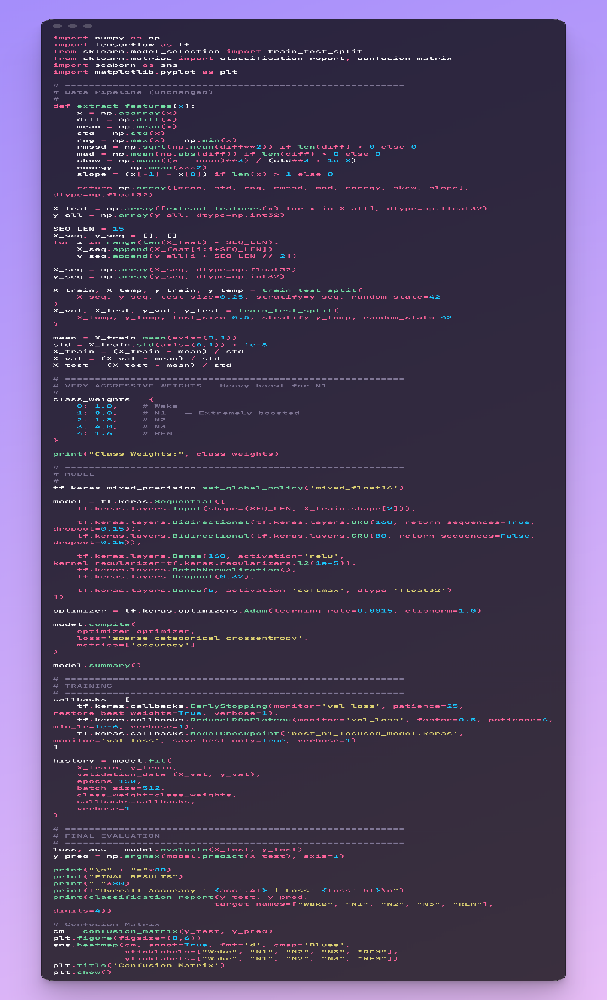 import numpy as np
import tensorflow as tf
from sklearn.model_selection import train_test_split
from sklearn.metrics import classification_report, confusion_matrix
import seaborn as sns
import matplotlib.pyplot as plt

# =========================================================
# Data Pipeline (unchanged)
# =========================================================
def extract_features(x):
    x = np.asarray(x)
    diff = np.diff(x)
    mean = np.mean(x)
    std = np.std(x)
    rng = np.max(x) - np.min(x)
    rmssd = np.sqrt(np.mean(diff**2)) if len(diff) > 0 else 0
    mad = np.mean(np.abs(diff)) if len(diff) > 0 else 0
    skew = np.mean((x - mean)**3) / (std**3 + 1e-8)
    energy = np.mean(x**2)
    slope = (x[-1] - x[0]) if len(x) > 1 else 0

    return np.array([mean, std, rng, rmssd, mad, energy, skew, slope],
dtype=np.float32)

X_feat = np.array([extract_features(x) for x in X_all], dtype=np.float32)
y_all = np.array(y_all, dtype=np.int32)

SEQ_LEN = 15
X_seq, y_seq = [], []
for i in range(len(X_feat) - SEQ_LEN):
    X_seq.append(X_feat[i:i+SEQ_LEN])
    y_seq.append(y_all[i + SEQ_LEN // 2])

X_seq = np.array(X_seq, dtype=np.float32)
y_seq = np.array(y_seq, dtype=np.int32)

X_train, X_temp, y_train, y_temp = train_test_split(
    X_seq, y_seq, test_size=0.25, stratify=y_seq, random_state=42
)
X_val, X_test, y_val, y_test = train_test_split(
    X_temp, y_temp, test_size=0.5, stratify=y_temp, random_state=42
)

mean = X_train.mean(axis=(0,1))
std = X_train.std(axis=(0,1)) + 1e-8
X_train = (X_train - mean) / std
X_val = (X_val - mean) / std
X_test = (X_test - mean) / std

# =========================================================
# VERY AGGRESSIVE WEIGHTS - Heavy boost for N1
# =========================================================
class_weights = {
    0: 1.0,    # Wake
    1: 8.0,    # N1   ← Extremely boosted
    2: 1.8,    # N2
    3: 4.0,    # N3
    4: 1.6     # REM
}

print("Class Weights:", class_weights)

# =========================================================
# MODEL
# =========================================================
tf.keras.mixed_precision.set_global_policy('mixed_float16')

model = tf.keras.Sequential([
    tf.keras.layers.Input(shape=(SEQ_LEN, X_train.shape[2])),

    tf.keras.layers.Bidirectional(tf.keras.layers.GRU(160, return_sequences=True,
dropout=0.15)),
    tf.keras.layers.Bidirectional(tf.keras.layers.GRU(80, return_sequences=False,
dropout=0.15)),

    tf.keras.layers.Dense(160, activation='relu',
kernel_regularizer=tf.keras.regularizers.l2(1e-5)),
    tf.keras.layers.BatchNormalization(),
    tf.keras.layers.Dropout(0.32),

    tf.keras.layers.Dense(5, activation='softmax', dtype='float32')
])

optimizer = tf.keras.optimizers.Adam(learning_rate=0.0015, clipnorm=1.0)

model.compile(
    optimizer=optimizer,
    loss='sparse_categorical_crossentropy',
    metrics=['accuracy']
)

model.summary()

# =========================================================
# TRAINING
# =========================================================
callbacks = [
    tf.keras.callbacks.EarlyStopping(monitor='val_loss', patience=25,
restore_best_weights=True, verbose=1),
    tf.keras.callbacks.ReduceLROnPlateau(monitor='val_loss', factor=0.5, patience=6,
min_lr=1e-6, verbose=1),
    tf.keras.callbacks.ModelCheckpoint('best_n1_focused_model.keras',
monitor='val_loss', save_best_only=True, verbose=1)
]

history = model.fit(
    X_train, y_train,
    validation_data=(X_val, y_val),
    epochs=150,
    batch_size=512,
    class_weight=class_weights,
    callbacks=callbacks,
    verbose=1
)

# =========================================================
# FINAL EVALUATION
# =========================================================
loss, acc = model.evaluate(X_test, y_test)
y_pred = np.argmax(model.predict(X_test), axis=1)

print("\n" + "="*80)
print("FINAL RESULTS")
print("="*80)
print(f"Overall Accuracy : {acc:.4f} | Loss: {loss:.5f}\n")
print(classification_report(y_test, y_pred,
                           target_names=["Wake", "N1", "N2", "N3", "REM"],
digits=4))

# Confusion Matrix
cm = confusion_matrix(y_test, y_pred)
plt.figure(figsize=(8,6))
sns.heatmap(cm, annot=True, fmt='d', cmap='Blues',
            xticklabels=["Wake", "N1", "N2", "N3", "REM"],
            yticklabels=["Wake", "N1", "N2", "N3", "REM"])
plt.title('Confusion Matrix')
plt.show()